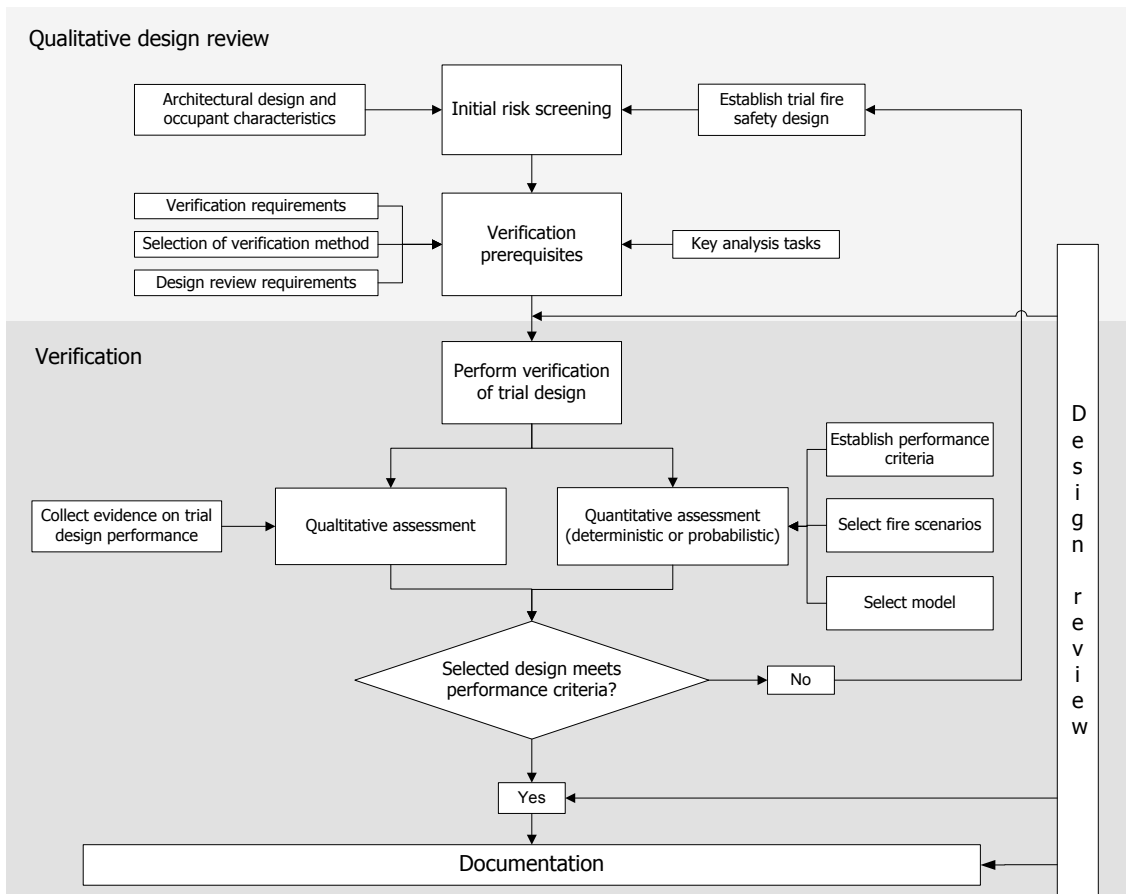 Qualitative design review
Architectural design and
occupant characteristics
Initial risk screening
Establish trial fire
safety design
Verification requirements
Selection of verification method
Design review requirements
Verification
prerequisites
Key analysis tasks
Verification
Perform verification
of trial design
Establish performance
criteria
Collect evidence on trial
design performance
Qualtitative assessment
Quantitative assessment
(deterministic or probabilistic)
Select fire scenarios
Select model
Selected design meets
performance criteria?
No
Yes
Documentation
Design review